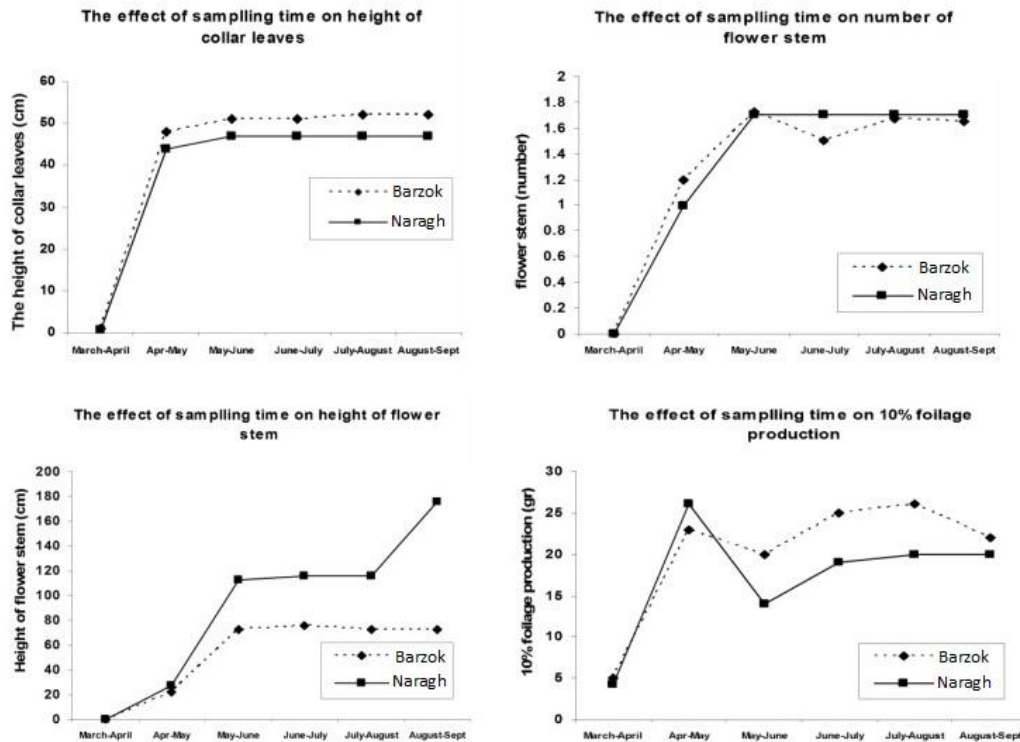 The effect of samplling time on height of
collar leaves
The height of collar leaves (cm)
60
50
40
30
20
10
0
Barzok
Naragh
March-April Apr-May May-June June-July July-August August-Sept
The effect of samplling time on number of
flower stem
flower stem (number)
2
1.8
1.6
1.4
1.2
1
0.8
0.6
0.4
0.2
0
Barzok
Naragh
March-April Apr-May May-June June-July July-August August-Sept
The effect of samplling time on height of flower
stem
Height of flower stem (cm)
200
180
160
140
120
100
80
60
40
20
0
Barzok
Naragh
March-April Apr-May May-June June-July July-August August-Sept
The effect of samplling time on 10% foilage
production
10% foilage production (gr)
30
25
20
15
10
5
0
Barzok
Naragh
March-April Apr-May May-June June-July July-August August-Sept